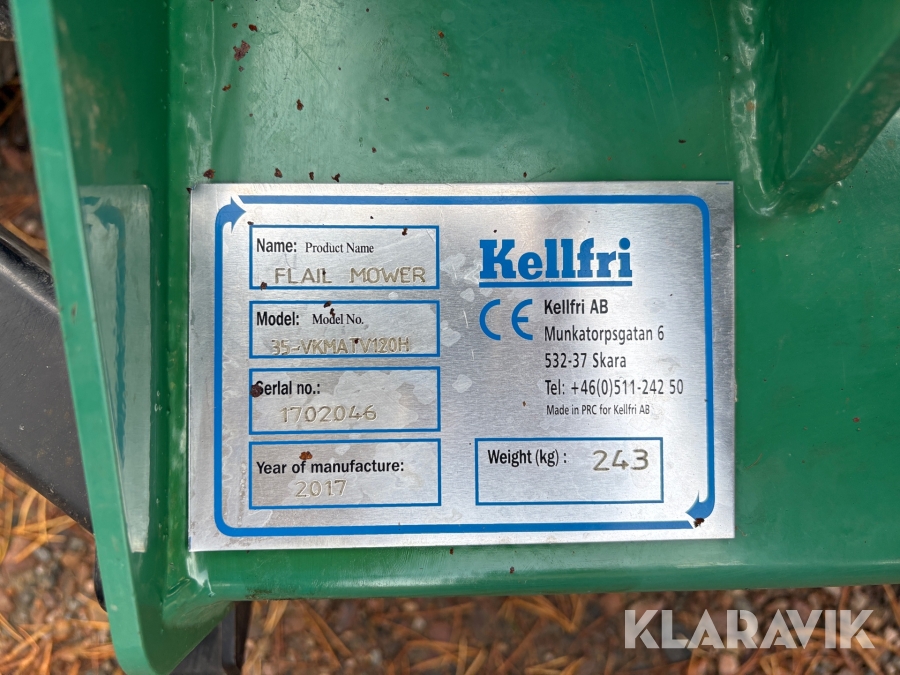 Name: Product Name
FLAIL MOWER
Model: Model No.
35-VKMATV120H
Serial no.:
1702046
Year of manufacture:
2017
Kellfri
CE
Kellfri AB
Munkatorpsgatan 6
532-37 Skara
Tel: +46(0)511-242 50
Made in PRC for Kellfri AB
Weight (kg) : 243
KLARAVIK